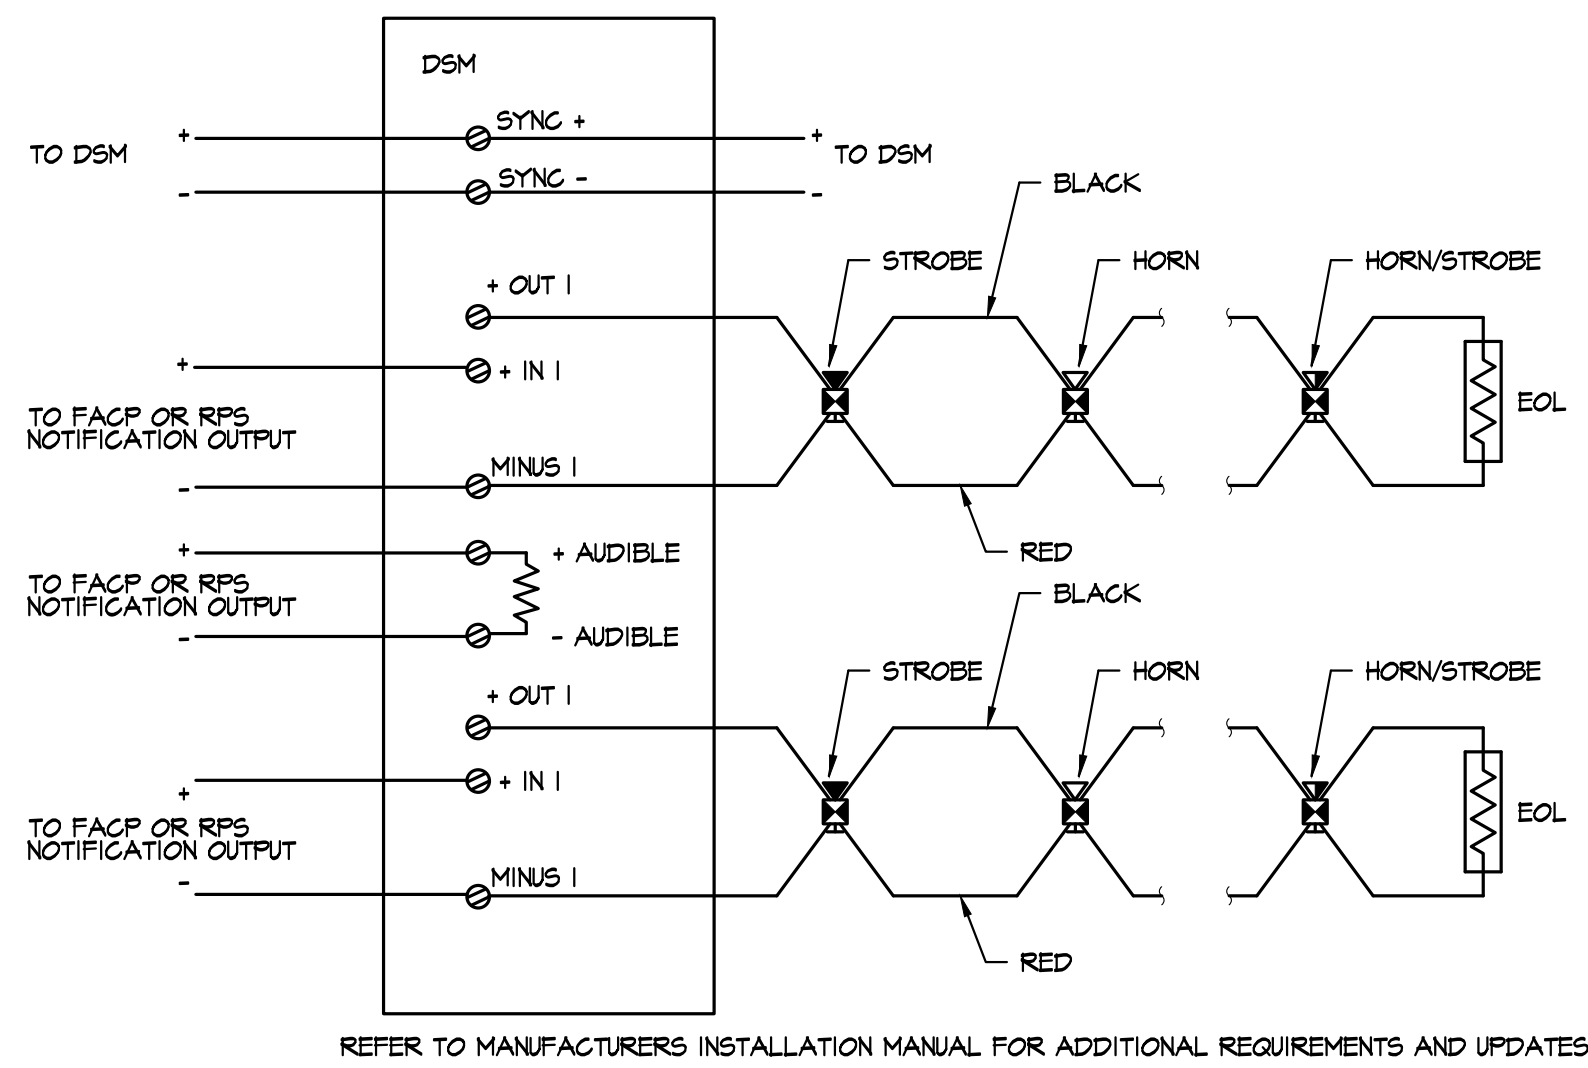 DSM
SYNC +
+
+
TO DSM
TO DSM
SYNC -
-
-
BLACK
STROBE
HORN
HORN/STROBE
+ OUT 1
+
+ IN 1
EOL
TO FACP OR RPS
NOTIFICATION OUTPUT
MINUS 1
-
+
+ AUDIBLE
RED
TO FACP OR RPS
NOTIFICATION OUTPUT
BLACK
-
- AUDIBLE
STROBE
HORN
HORN/STROBE
+ OUT 1
+
+ IN 1
EOL
TO FACP OR RPS
NOTIFICATION OUTPUT
MINUS 1
-
RED
REFER TO MANUFACTURERS INSTALLATION MANUAL FOR ADDITIONAL REQUIREMENTS AND UPDATES